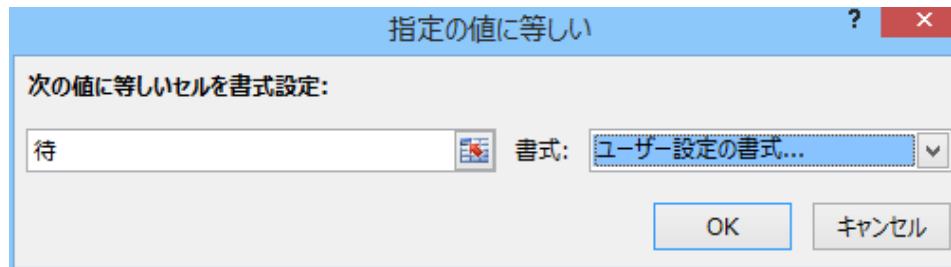 指定の値に等しい ? ×
次の値に等しいセルを書式設定:
待 書式: ユーザー設定の書式...
OK キャンセル